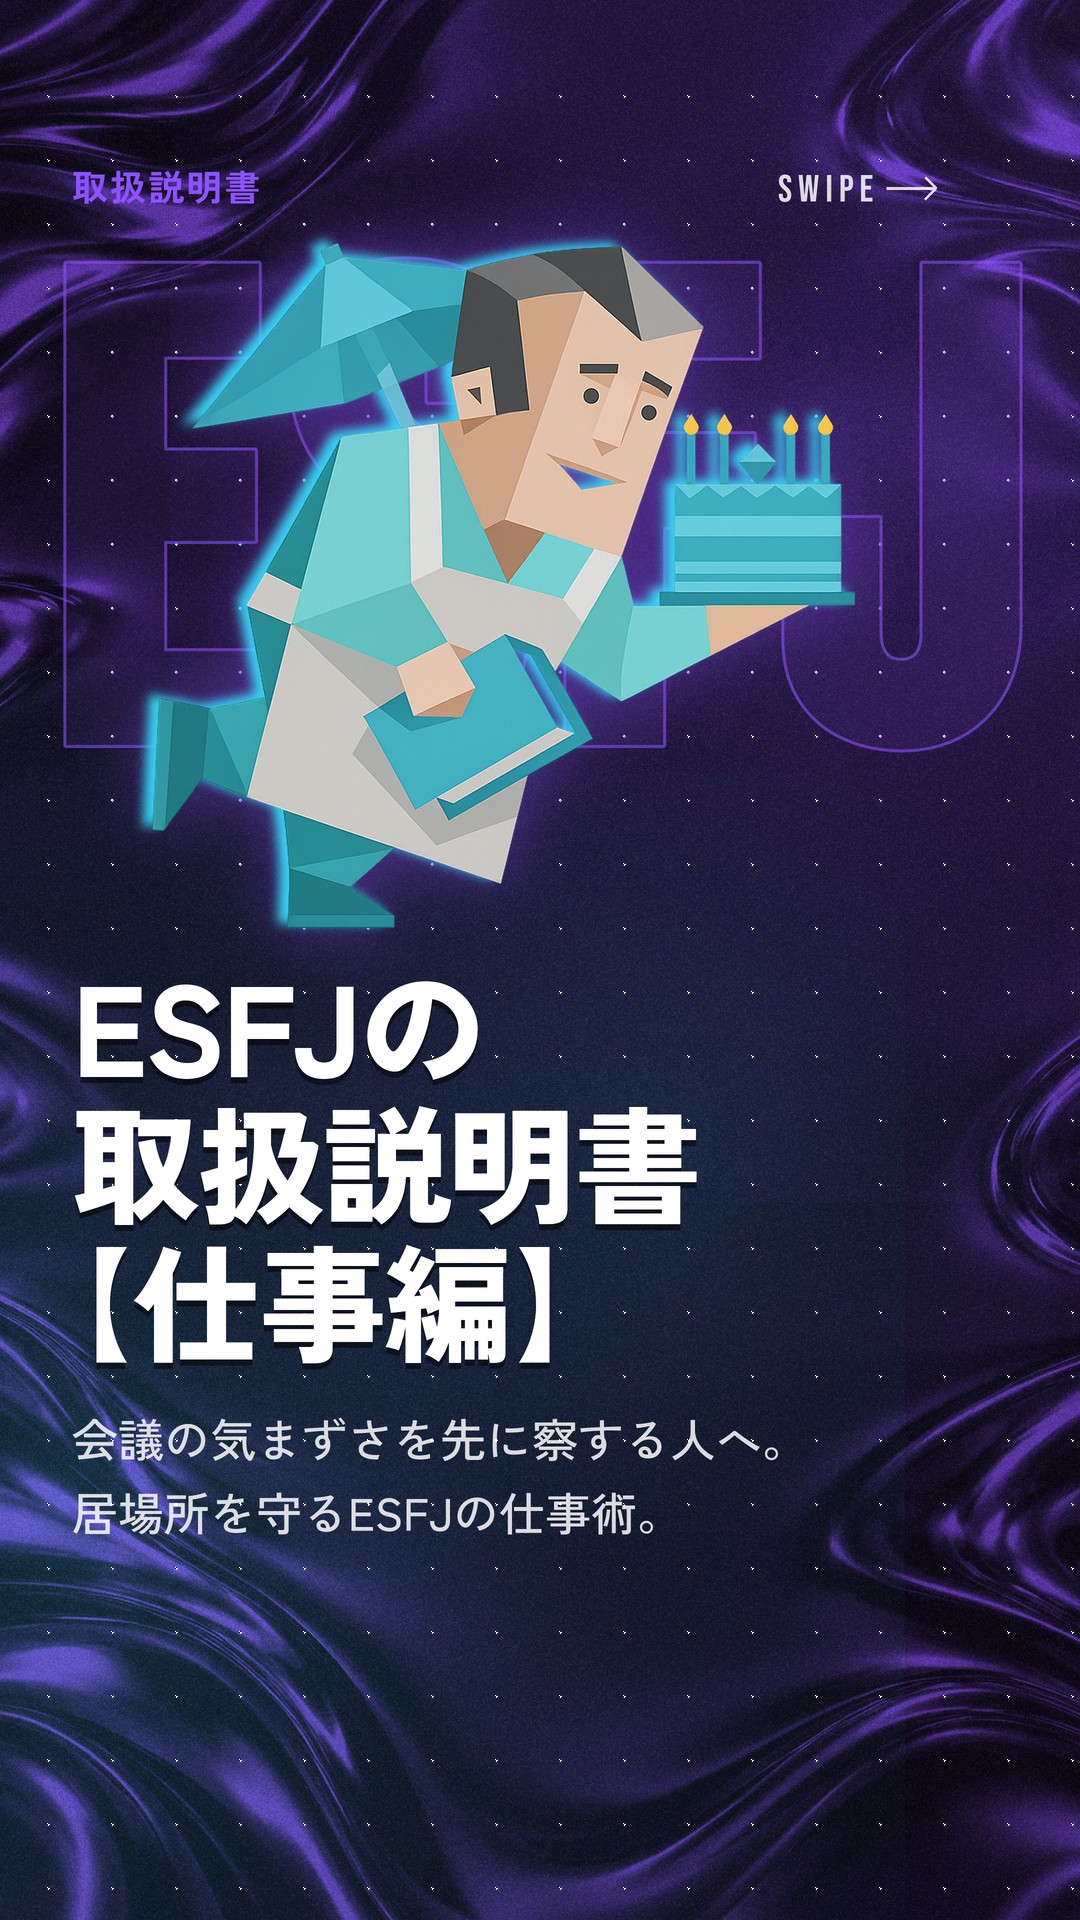 取扱説明書
SWIPE
ESFJ
ESFJの
取扱説明書
【仕事編】
会議の気まずさを先に察する人へ。
居場所を守るESFJの仕事術。